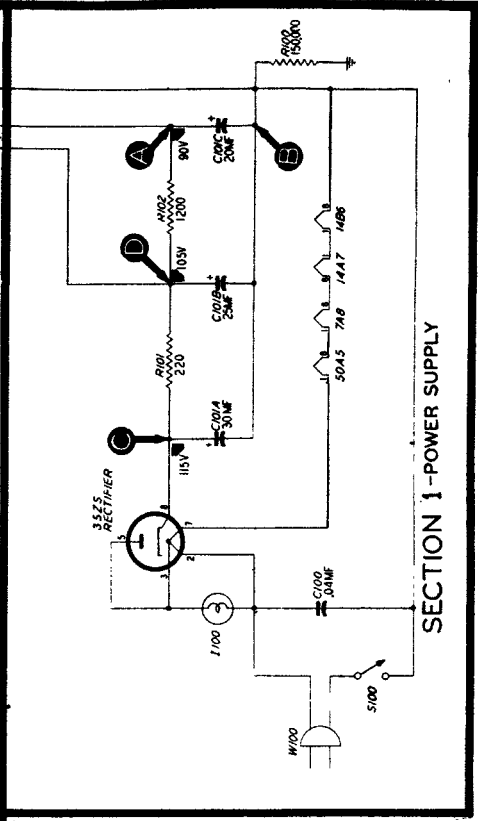 R100
150,000
A
90V
C101C
20MF
B
R102
1200
D
105V
C101B
25MF
14B6
14A7
7A8
50A5
R101
220
C
115V
C101A
30MF
35Z5
RECTIFIER
5
8
3
2
7
I100
C100
.04MF
W100
S100
SECTION 1 - POWER SUPPLY